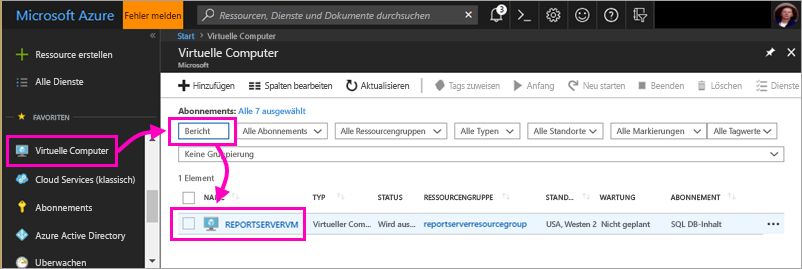 Microsoft Azure
Fehler melden
Ressourcen, Dienste und Dokumente durchsuchen
3
Ressource erstellen
Alle Dienste
FAVORITEN
Virtuelle Computer
Cloud Services (klassisch)
Abonnements
Azure Active Directory
Überwachen
Start > Virtuelle Computer
Virtuelle Computer
Microsoft
Hinzufügen Spalten bearbeiten Aktualisieren Tags zuweisen Anfang Neu starten Beenden Löschen Dienste
Abonnements: Alle 7 ausgewählt
Bericht Alle Abonnements Alle Ressourcengruppen Alle Typen Alle Standorte Alle Markierungen Alle Tagwerte
Keine Gruppierung
1 Element
NAME TYP STATUS RESSOURCENGRUPPE STAND... WARTUNG ABONNEMENT
REPORTSERVERVM Virtueller Com... Wird aus... reportserverresourcegroup USA, Westen 2 Nicht geplant SQL DB-Inhalt